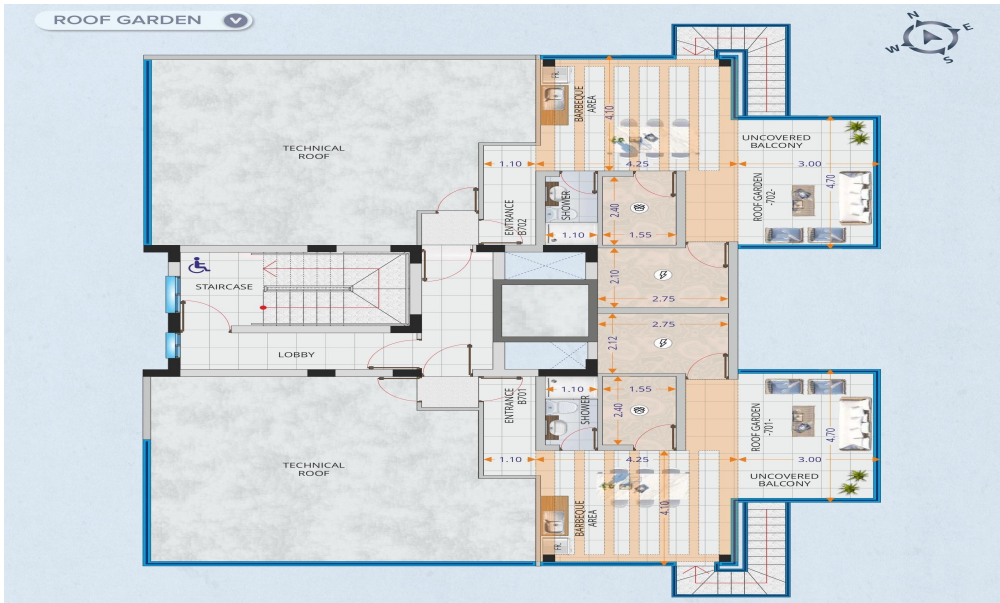 ROOF GARDEN
N
E
W
S
TECHNICAL
ROOF
FR.
BARBEQUE
AREA
4.10
UNCOVERED
BALCONY
1.10
4.25
3.00
4.70
ROOF GARDEN
-702-
ENTRANCE
B702
SHOWER
2.40
1.10
1.55
STAIRCASE
2.10
2.75
LOBBY
2.75
2.12
ENTRANCE
B701
1.10
SHOWER
1.55
2.40
ROOF GARDEN
-701-
4.70
1.10
4.25
3.00
TECHNICAL
ROOF
UNCOVERED
BALCONY
BARBEQUE
AREA
4.10
FR.